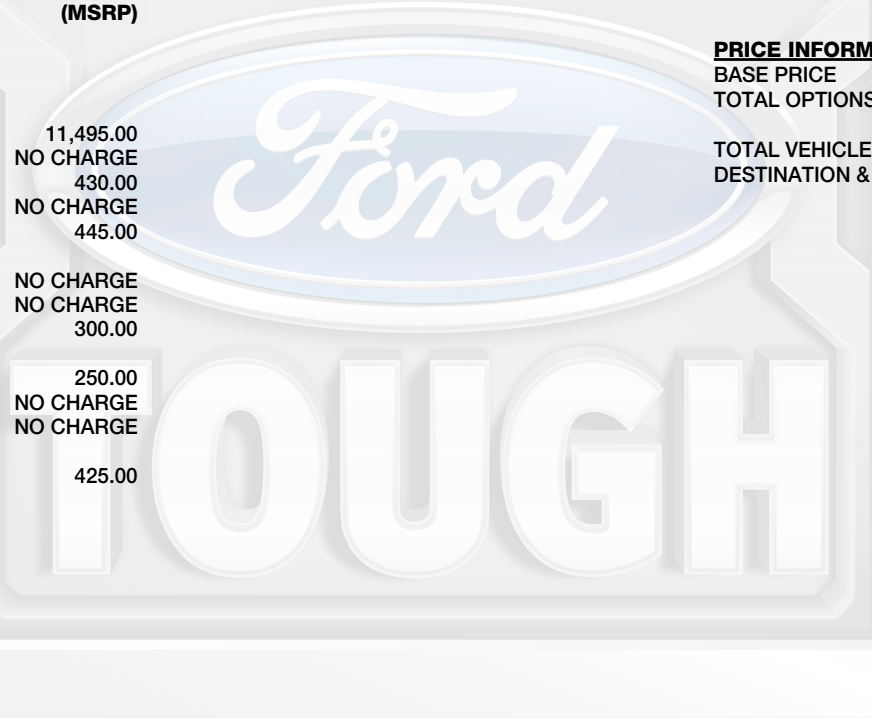 (MSRP)
11,495.00
NO CHARGE
430.00
NO CHARGE
445.00
NO CHARGE
NO CHARGE
300.00
250.00
NO CHARGE
NO CHARGE
425.00
PRICE INFORM
BASE PRICE
TOTAL OPTIONS
TOTAL VEHICLE
DESTINATION &
Ford
TOUGH